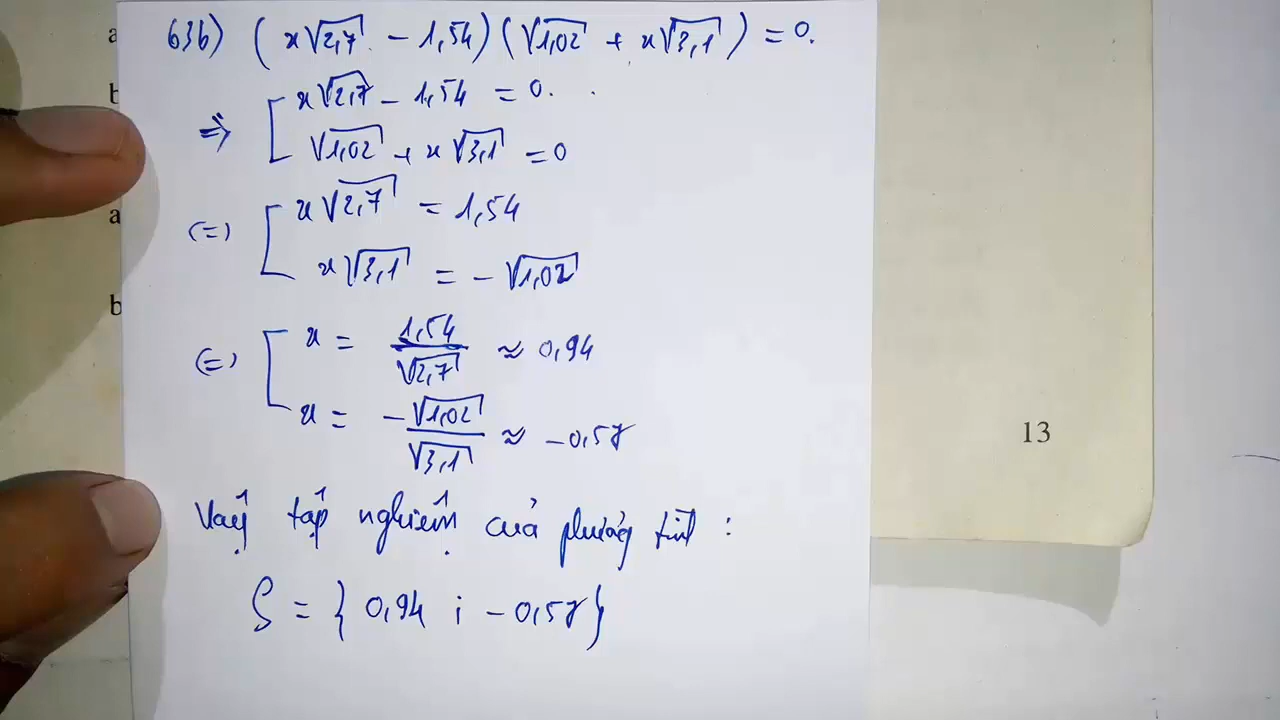 63b) (x√2,7 - 1,54)(√1,02 + x√3,1) = 0.
⇒ [ x√2,7 - 1,54 = 0.
√1,02 + x√3,1 = 0
(=) [ x√2,7 = 1,54
x√3,1 = -√1,02
(=) [ x = 1,54/√2,7 ≈ 0,94
x = -√1,02/√3,1 ≈ -0,57
Vậy tập nghiệm của phương trình :
S = { 0,94 ; -0,57}
a
b
a
b
13